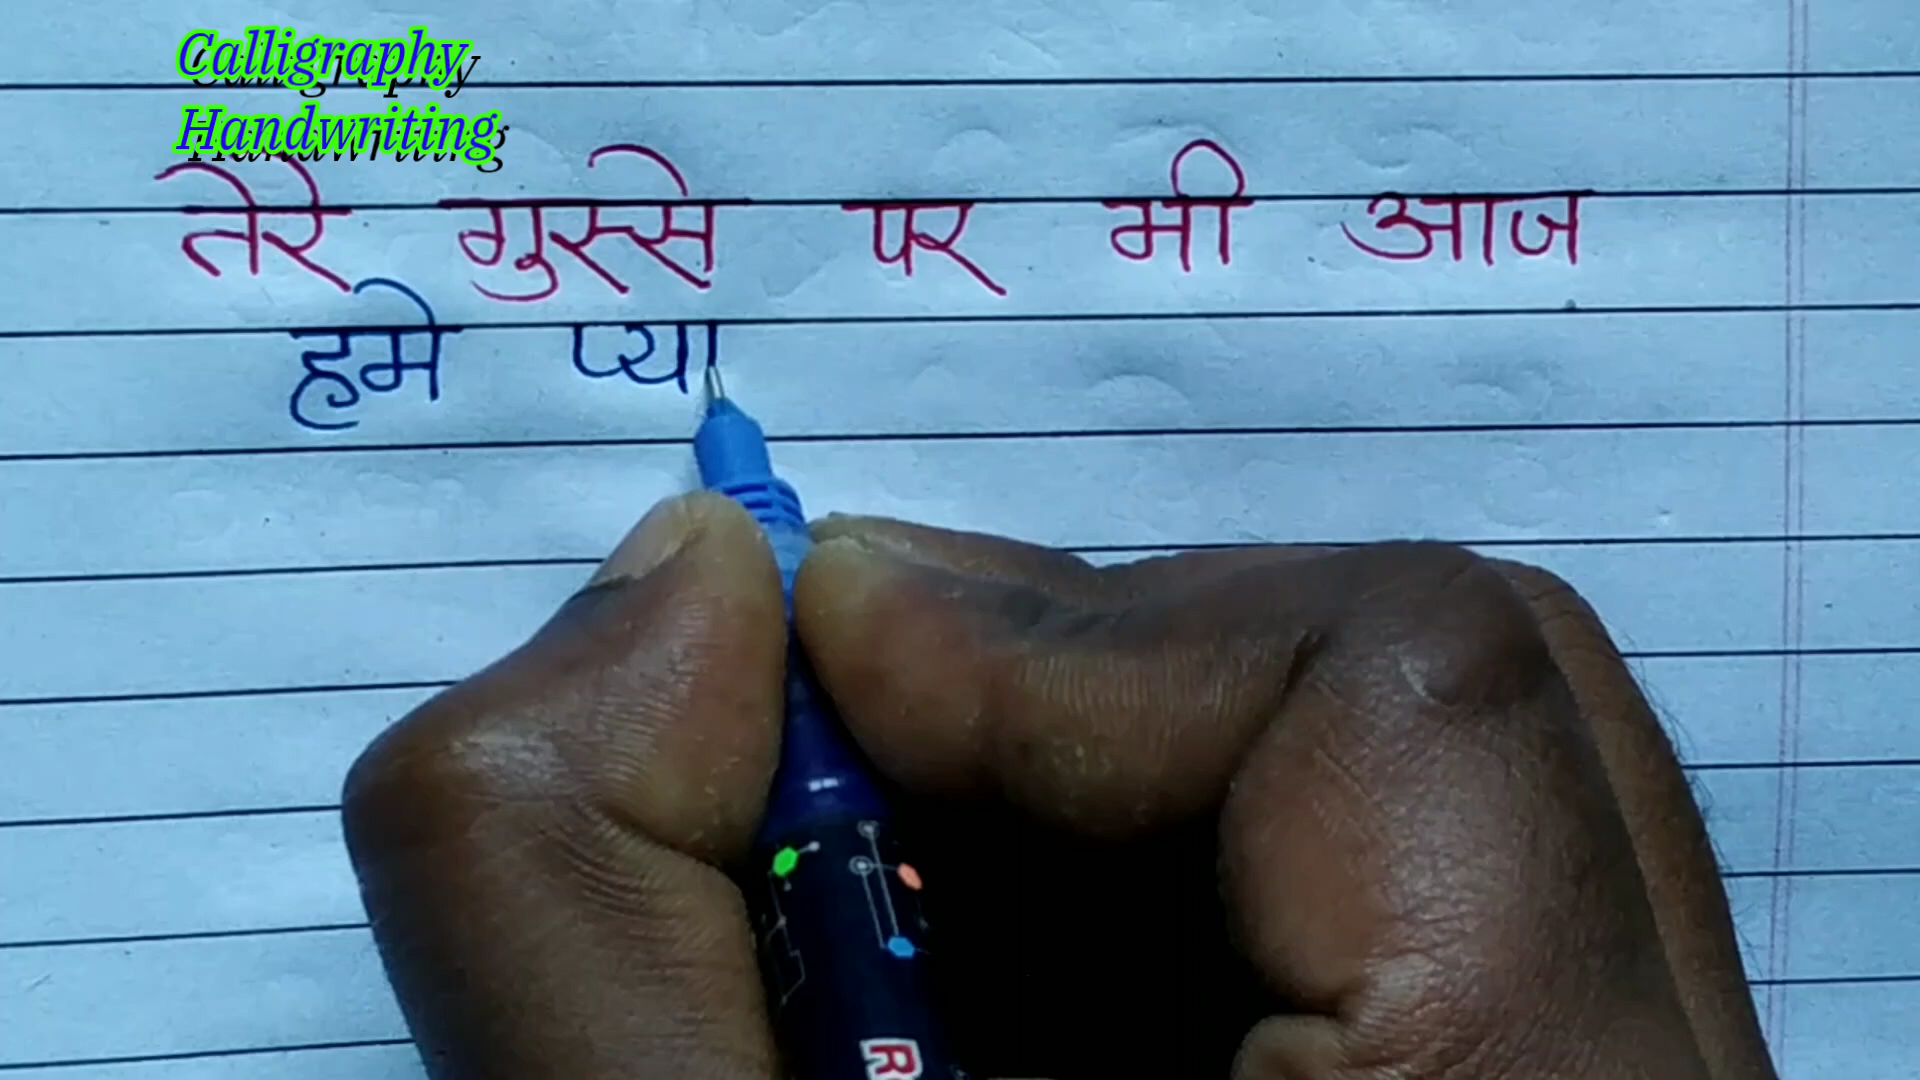 Calligraphy
Handwriting
तेरे गुस्से पर भी आज
हमे प्या
R